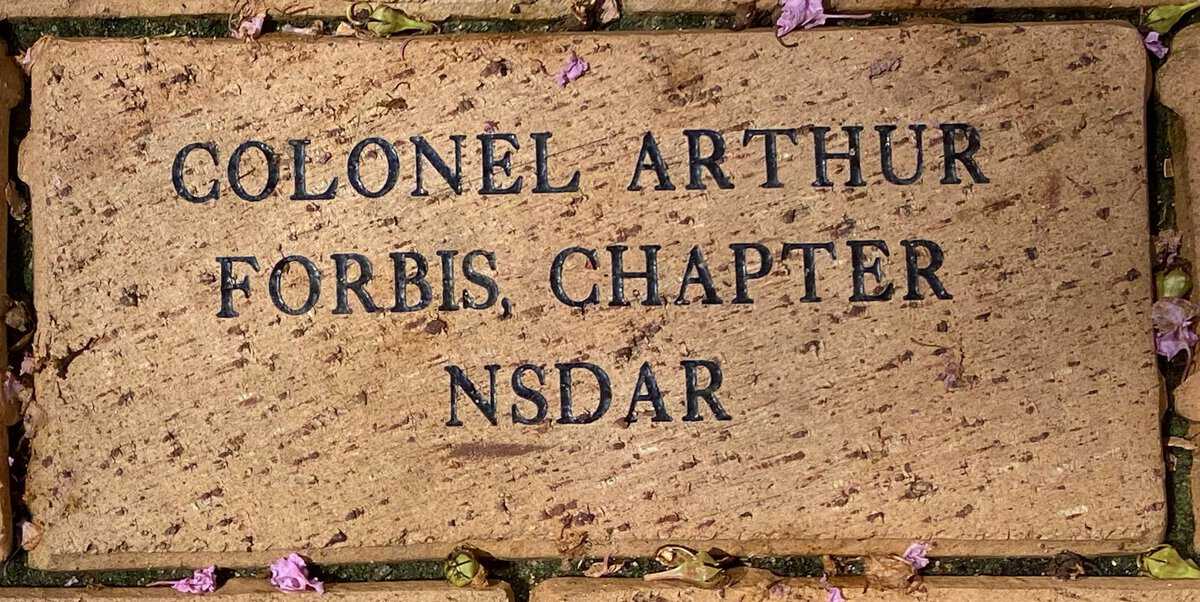 COLONEL ARTHUR
FORBIS, CHAPTER
NSDAR